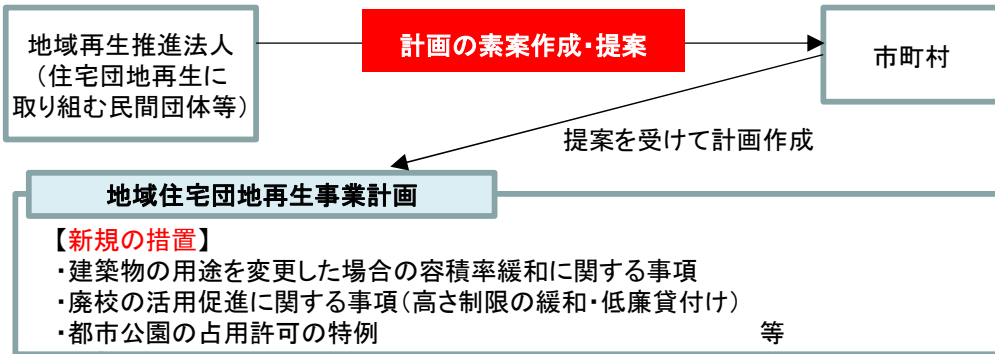 地域再生推進法人
(住宅団地再生に
取り組む民間団体等)
計画の素案作成・提案
市町村
提案を受けて計画作成
地域住宅団地再生事業計画
【新規の措置】
・建築物の用途を変更した場合の容積率緩和に関する事項
・廃校の活用促進に関する事項(高さ制限の緩和・低廉貸付け)
・都市公園の占用許可の特例 等